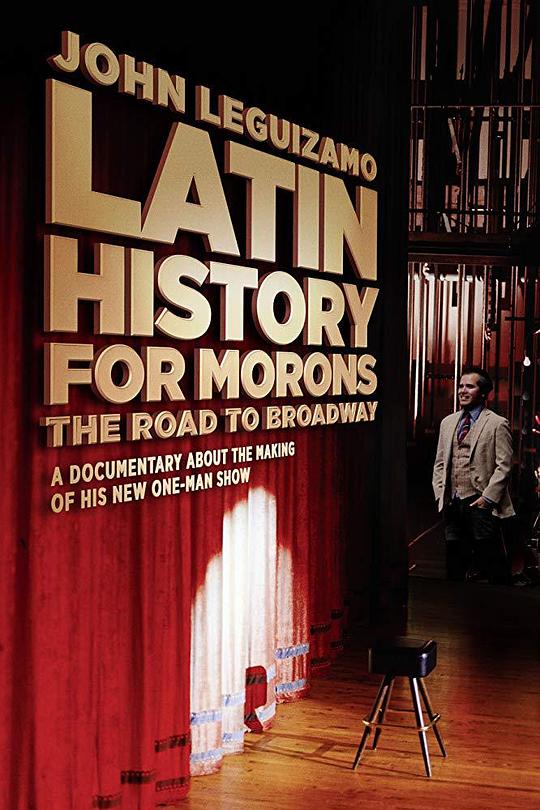 JOHN LEGUIZAMO
LATIN
HISTORY
FOR MORONS
THE ROAD TO BROADWAY
A DOCUMENTARY ABOUT THE MAKING
OF HIS NEW ONE-MAN SHOW